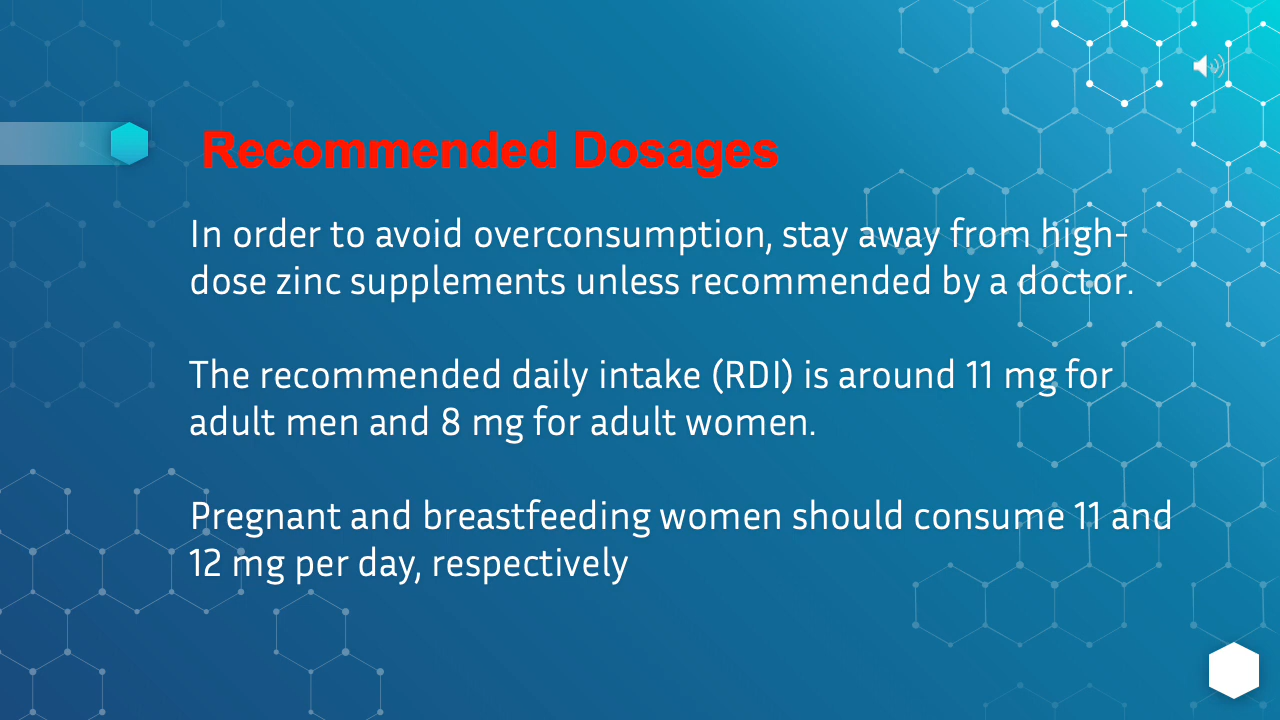 Recommended Dosages
In order to avoid overconsumption, stay away from high-
dose zinc supplements unless recommended by a doctor.
The recommended daily intake (RDI) is around 11 mg for
adult men and 8 mg for adult women.
Pregnant and breastfeeding women should consume 11 and
12 mg per day, respectively